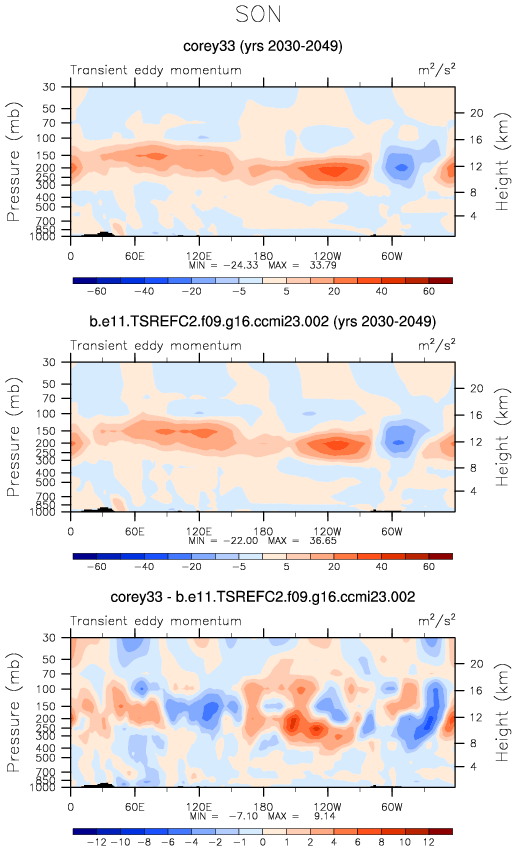 SON
corey33 (yrs 2030-2049)
Transient eddy momentum m²/s²
30
50
70
100
150
200
250
300
400
500
700
850
1000
Pressure (mb)
20
16
12
8
4
Height (km)
0 60E 120E 180 120W 60W
MIN = -24.33 MAX = 33.79
-60 -40 -20 -10 -5 5 10 20 40 60
b.e11.TSREFC2.f09.g16.ccmi23.002 (yrs 2030-2049)
Transient eddy momentum m²/s²
30
50
70
100
150
200
250
300
400
500
700
850
1000
Pressure (mb)
20
16
12
8
4
Height (km)
0 60E 120E 180 120W 60W
MIN = -22.00 MAX = 36.65
-60 -40 -20 -10 -5 5 10 20 40 60
corey33 - b.e11.TSREFC2.f09.g16.ccmi23.002
Transient eddy momentum m²/s²
30
50
70
100
150
200
250
300
400
500
700
850
1000
Pressure (mb)
20
16
12
8
4
Height (km)
0 60E 120E 180 120W 60W
MIN = -7.10 MAX = 9.14
-12 -10 -8 -6 -4 -2 -1 0 1 2 4 6 8 10 12